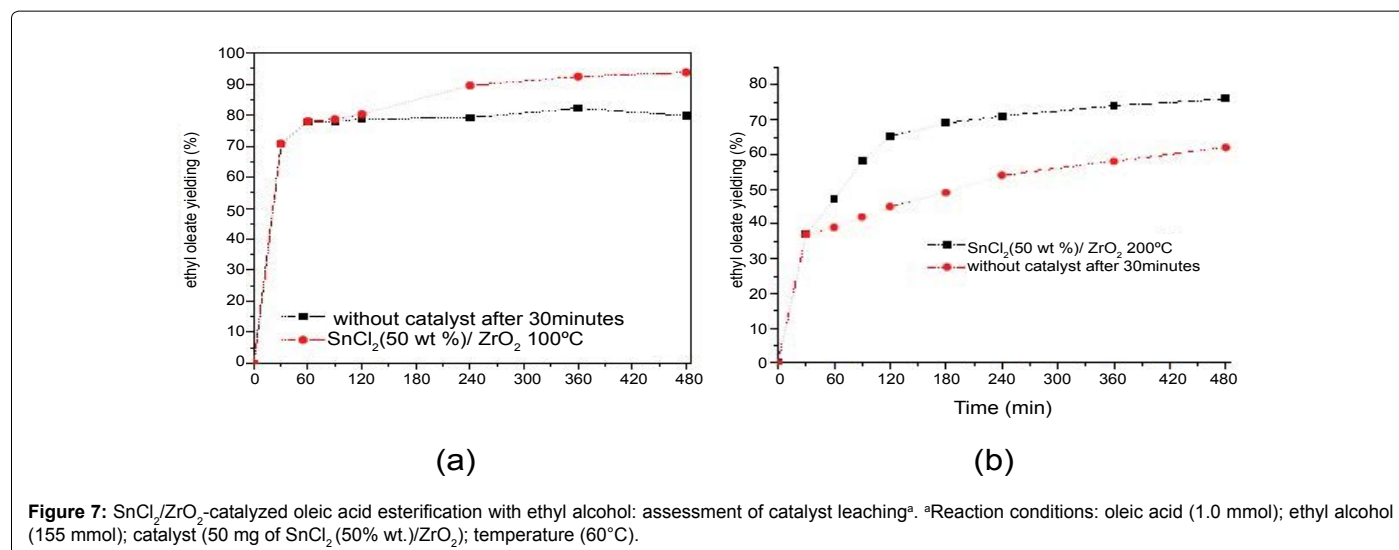 100
90
80
70
60
50
40
30
20
10
0
ethyl oleate yielding (%)
without catalyst after 30minutes
SnCl₂(50 wt %)/ ZrO₂ 100ºC
0 60 120 180 240 300 360 420 480
(a)
80
70
60
50
40
30
20
10
0
ethyl oleate yielding (%)
SnCl₂(50 wt %)/ ZrO₂ 200ºC
without catalyst after 30minutes
0 60 120 180 240 300 360 420 480
Time (min)
(b)
Figure 7: SnCl₂/ZrO₂-catalyzed oleic acid esterification with ethyl alcohol: assessment of catalyst leachingᵃ. ᵃReaction conditions: oleic acid (1.0 mmol); ethyl alcohol
(155 mmol); catalyst (50 mg of SnCl₂ (50% wt.)/ZrO₂); temperature (60°C).